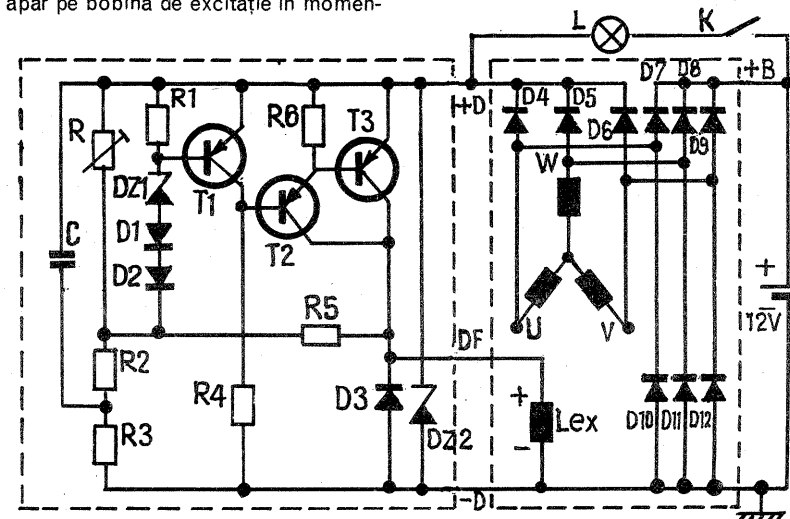 apar pe bobina de excitație în momen-
L K
D7 D8 +B
+D D4 D5
R R1 R6 T3 D6 D9
W
DZ1 T1
C D1 T2
D2 U V + 12V
R5
DF
R2
R4 D3 + Lex
R3 DZ2 - D10 D11 D12
-D